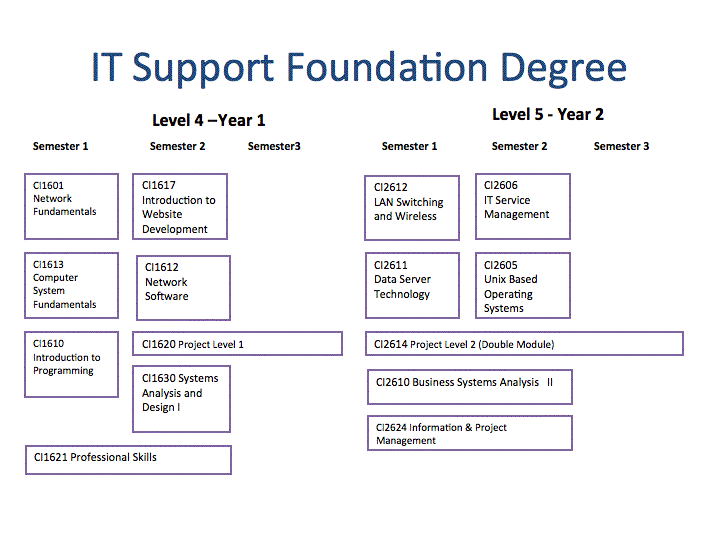 IT Support Foundation Degree
Level 4 –Year 1
Level 5 - Year 2
Semester 1
Semester 2
Semester3
Semester 1
Semester 2
Semester 3
CI1601
Network
Fundamentals
CI1617
Introduction to
Website
Development
CI2612
LAN Switching
and Wireless
CI2606
IT Service
Management
CI1613
Computer
System
Fundamentals
CI1612
Network
Software
CI2611
Data Server
Technology
CI2605
Unix Based
Operating
Systems
CI1610
Introduction to
Programming
CI1620 Project Level 1
CI2614 Project Level 2 (Double Module)
CI1630 Systems
Analysis and
Design I
CI2610 Business Systems Analysis II
CI2624 Information & Project
Management
CI1621 Professional Skills